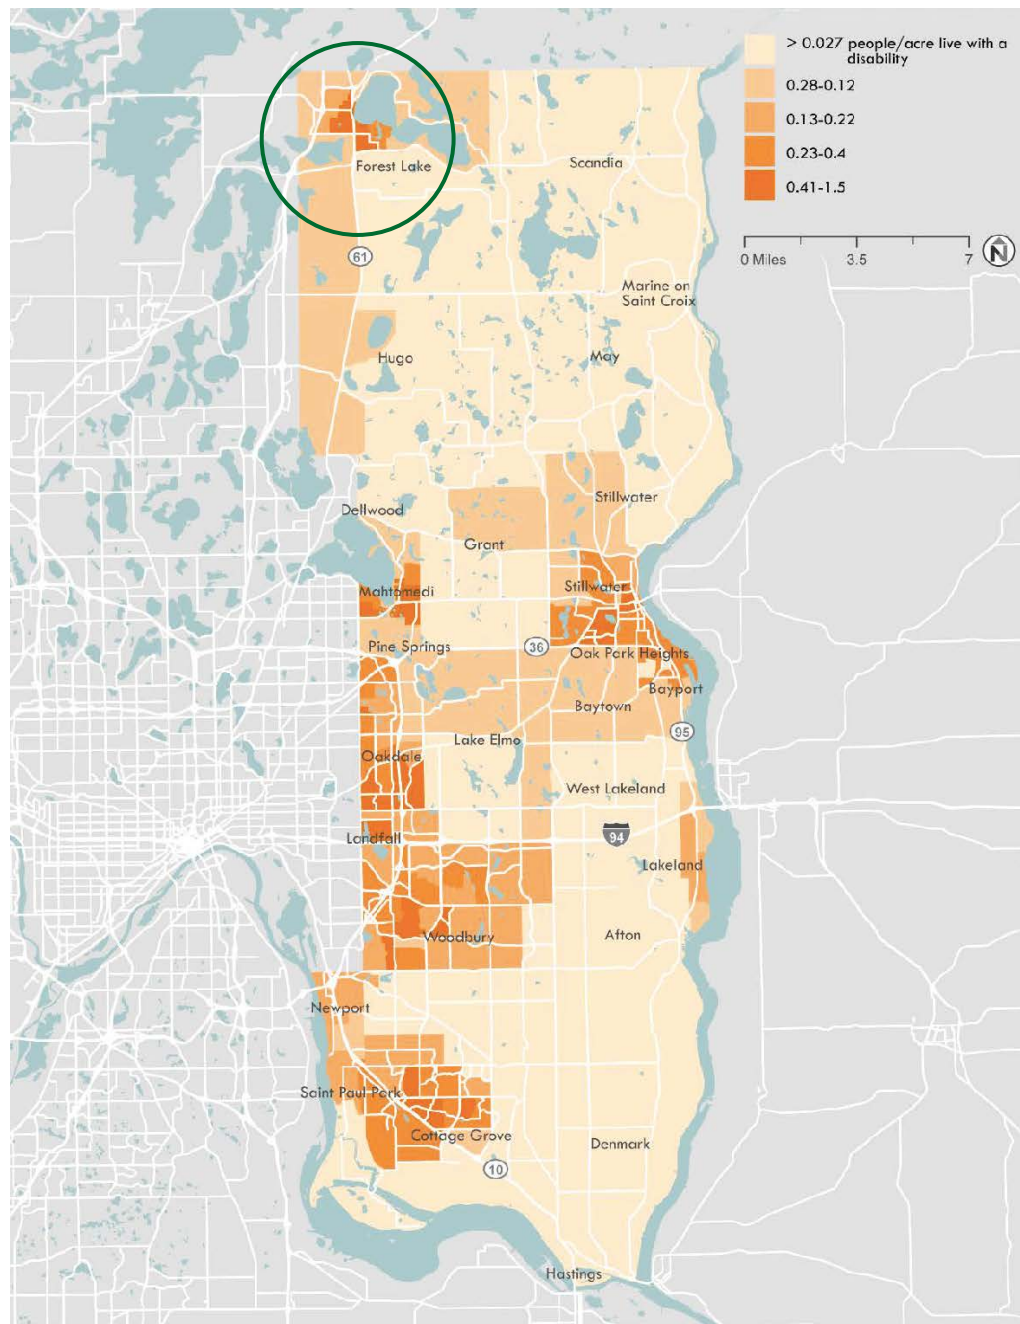 > 0.027 people/acre live with a
disability
0.28-0.12
0.13-0.22
0.23-0.4
0.41-1.5
0 Miles 3.5 7 N
Forest Lake
Scandia
61
Marine on
Saint Croix
Hugo
May
Stillwater
Dellwood
Grant
Stillwater
Mahtomedi
Pine Springs
36
Oak Park Heights
Bayport
Baytown
95
Lake Elmo
Oakdale
West Lakeland
94
Landfall
Lakeland
Woodbury
Afton
Newport
Saint Paul Park
Cottage Grove
Denmark
10
Hastings